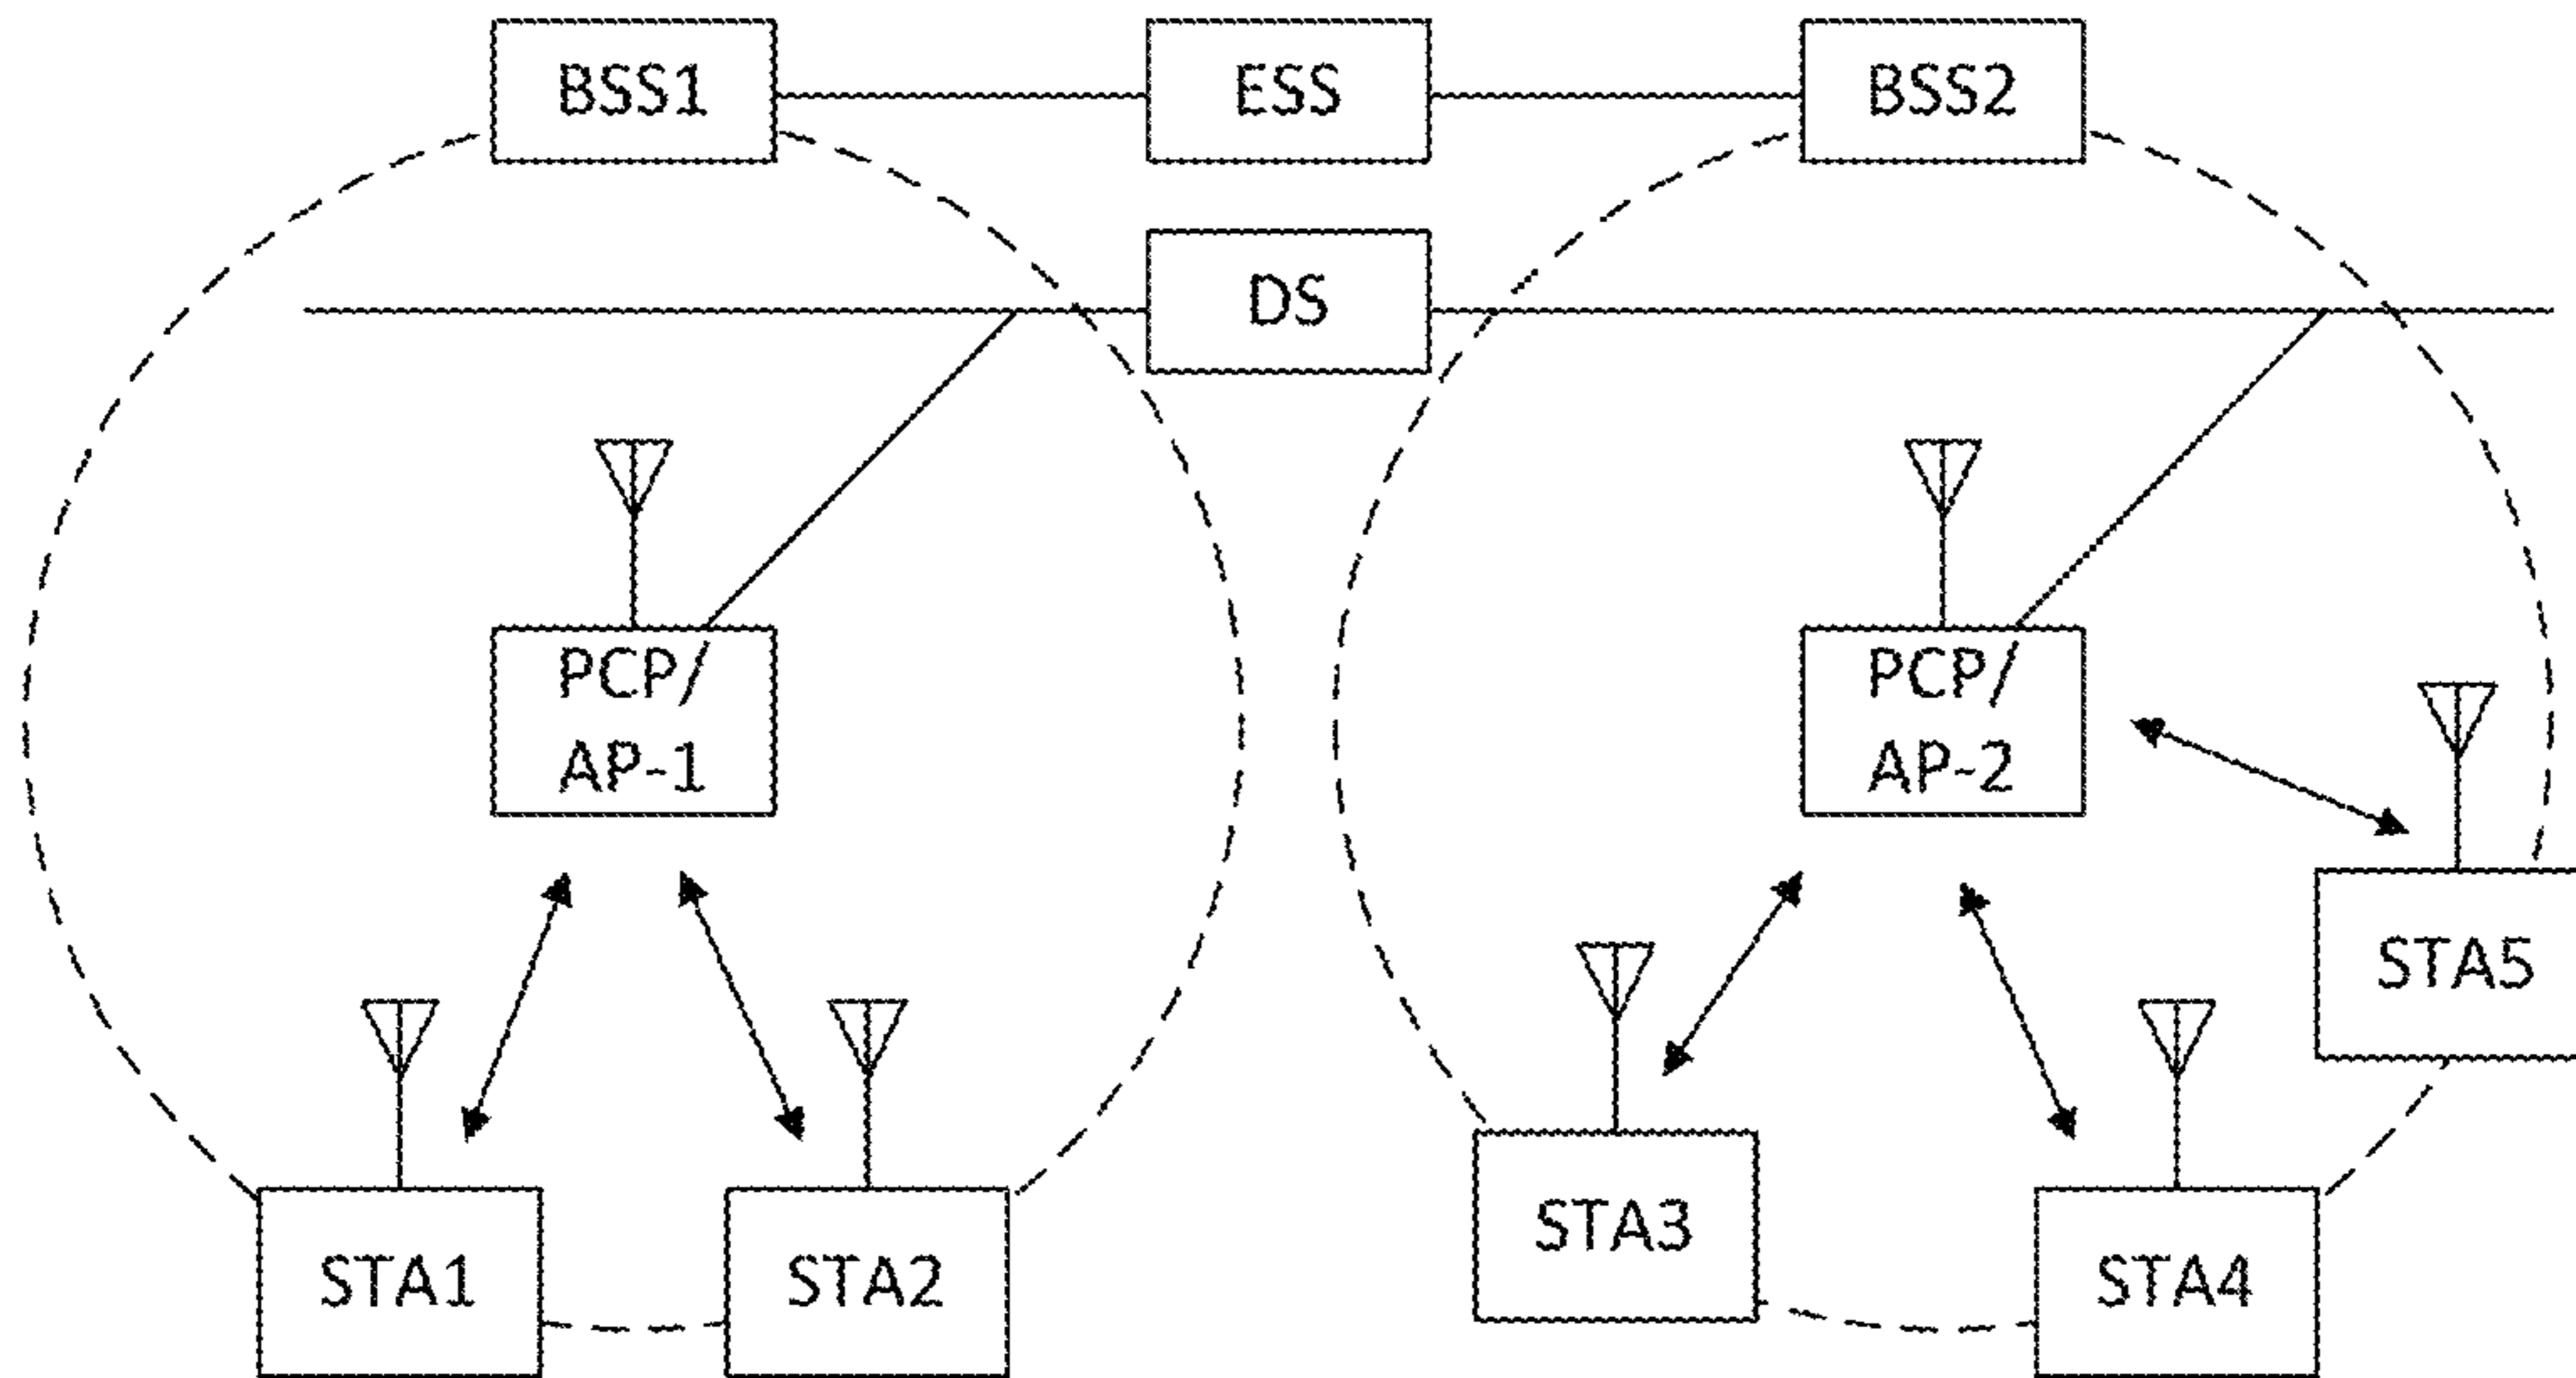 BSS1
ESS
BSS2
DS
PCP/
AP-1
PCP/
AP-2
STA5
STA3
STA1
STA2
STA4